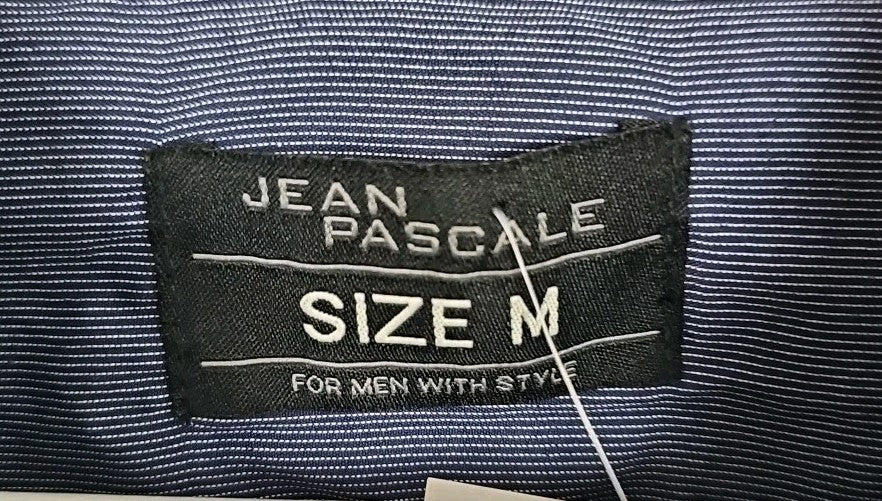 JEAN
PASCALE
SIZE M
FOR MEN WITH STYLE